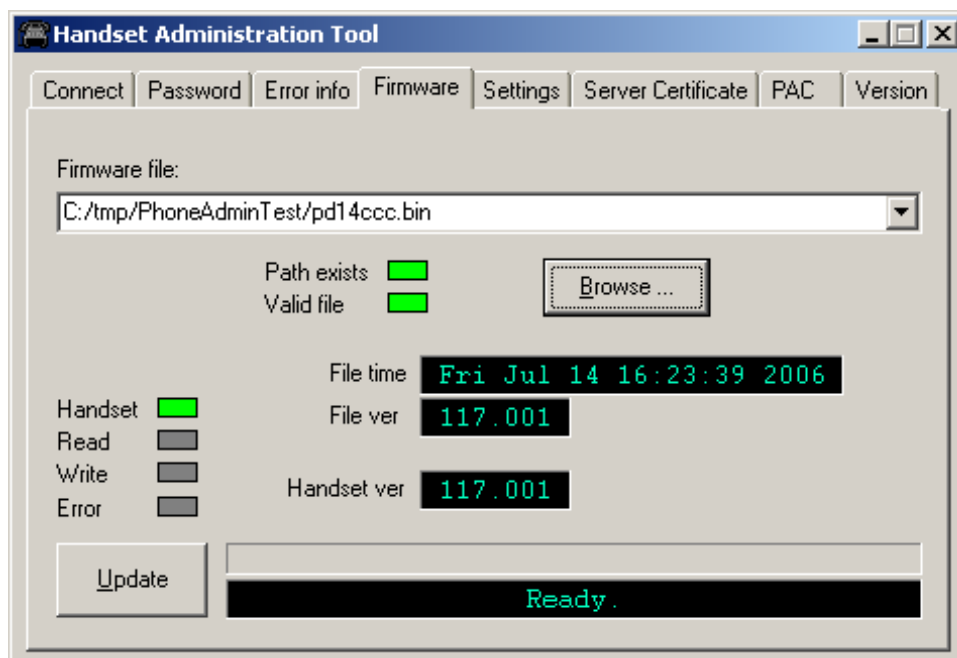 Handset Administration Tool
Connect Password Error info Firmware Settings Server Certificate PAC Version
Firmware file:
C:/tmp/PhoneAdminTest/pd14ccc.bin
Path exists
Valid file
Browse ...
File time Fri Jul 14 16:23:39 2006
Handset
File ver 117.001
Read
Write
Handset ver 117.001
Error
Update
Ready.